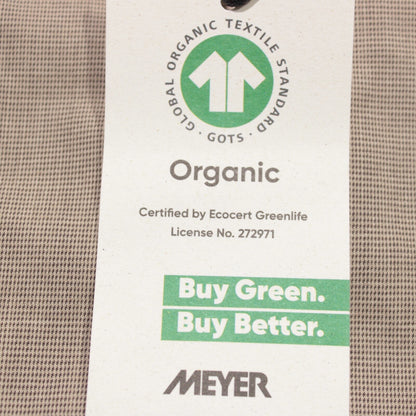 GLOBAL ORGANIC TEXTILE STANDARD
· GOTS ·
Organic
Certified by Ecocert Greenlife
License No. 272971
Buy Green.
Buy Better.
MEYER